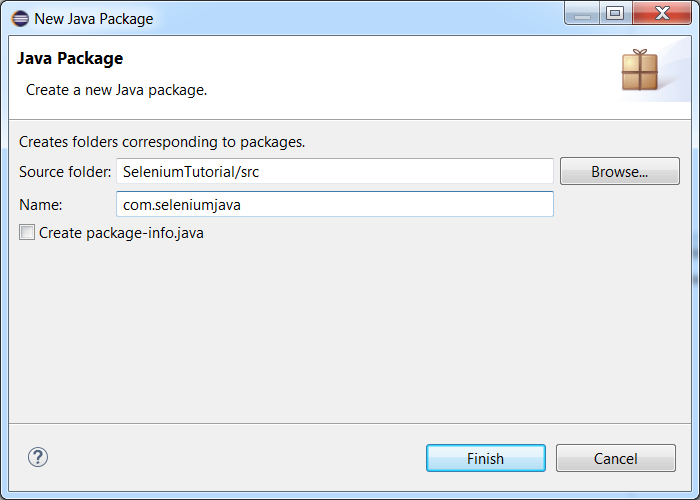 New Java Package
Java Package
Create a new Java package.
Creates folders corresponding to packages.
Source folder: SeleniumTutorial/src Browse...
Name: com.seleniumjava
Create package-info.java
? Finish Cancel